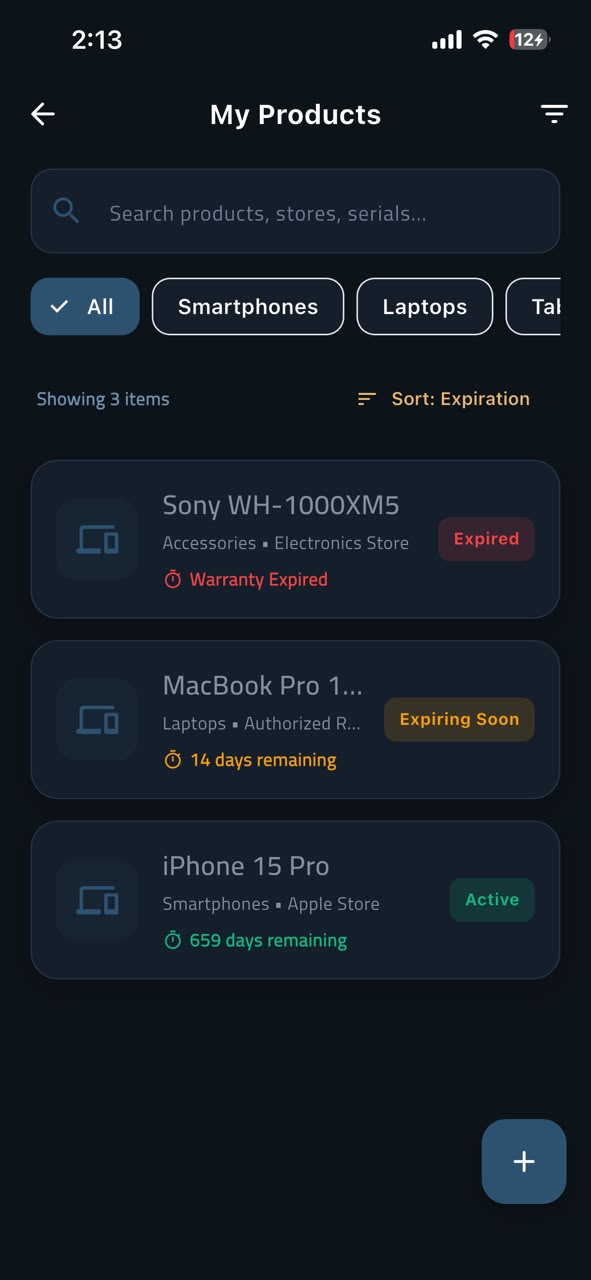 2:13
12
My Products
Search products, stores, serials...
All
Smartphones
Laptops
Tab
Showing 3 items
Sort: Expiration
Sony WH-1000XM5
Accessories ▪ Electronics Store
Expired
Warranty Expired
MacBook Pro 1...
Laptops ▪ Authorized R...
Expiring Soon
14 days remaining
iPhone 15 Pro
Smartphones ▪ Apple Store
Active
659 days remaining